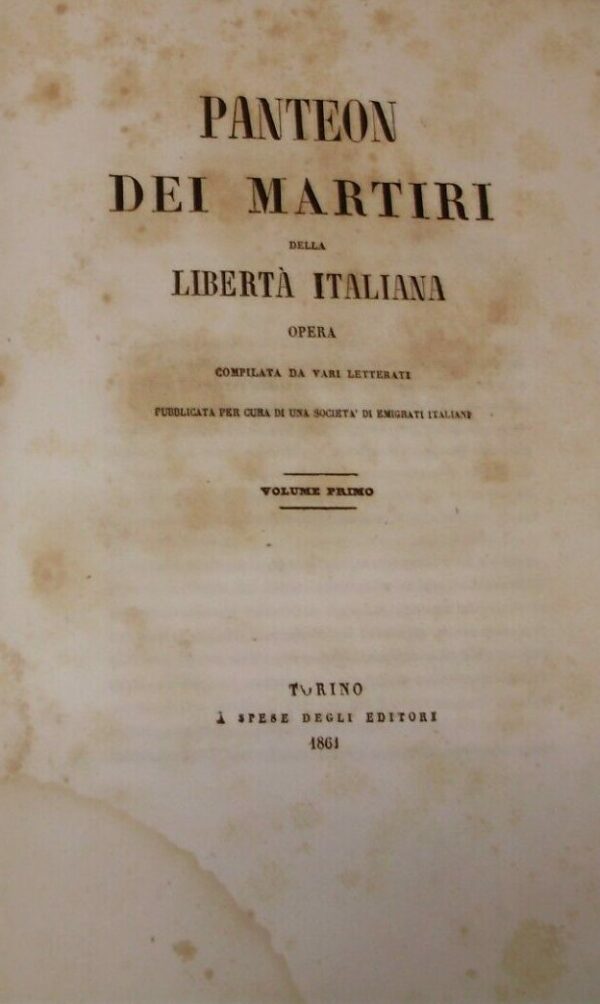 PANTEON
DEI MARTIRI
DELLA
LIBERTÀ ITALIANA
OPERA
COMPILATA DA VARI LETTERATI
PUBBLICATA PER CURA DI UNA SOCIETA' DI EMIGRATI ITALIANI
VOLUME PRIMO
TORINO
A SPESE DEGLI EDITORI
1861